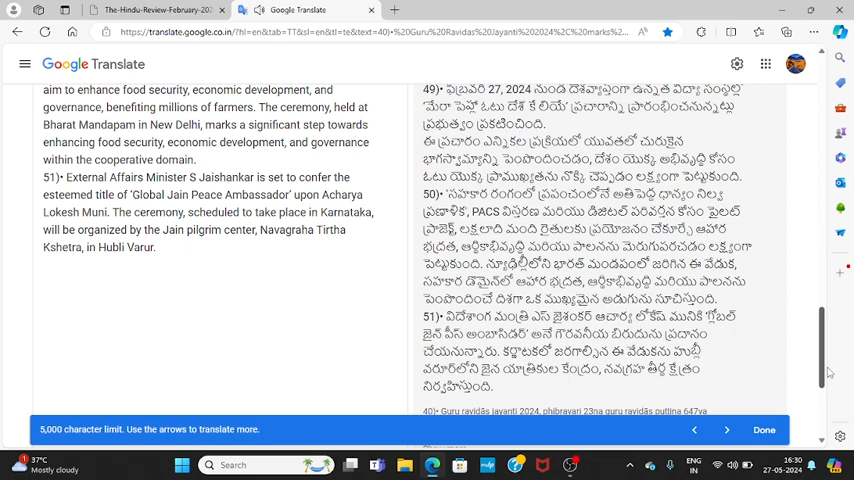 The-Hindu-Review-February-202
Google Translate
https://translate.google.co.in/?hl=en&tab=TT&sl=en&tl=te&text=40)•%20Guru%20Ravidas%20Jayanti%202024%2C%20marks%...
Google Translate
aim to enhance food security, economic development, and
governance, benefiting millions of farmers. The ceremony, held at
Bharat Mandapam in New Delhi, marks a significant step towards
enhancing food security, economic development, and governance
within the cooperative domain.
51)• External Affairs Minister S Jaishankar is set to confer the
esteemed title of ‘Global Jain Peace Ambassador’ upon Acharya
Lokesh Muni. The ceremony, scheduled to take place in Karnataka,
will be organized by the Jain pilgrim center, Navagraha Tirtha
Kshetra, in Hubli Varur.
49)• ఫిబ్రవరి 27, 2024 నుండి దేశవ్యాప్తంగా ఉన్నత విద్యా సంస్థల్లో
'మేరా పెహ్లా ఓటు దేశ్ కే లియే' ప్రచారాన్ని ప్రారంభించనున్నట్లు
ప్రభుత్వం ప్రకటించింది.
ఈ ప్రచారం ఎన్నికల ప్రక్రియలో యువతలో చురుకైన
భాగస్వామ్యాన్ని పెంపొందించడం, దేశం యొక్క అభివృద్ధి కోసం
ఓటు యొక్క ప్రాముఖ్యతను నొక్కి చెప్పడం లక్ష్యంగా పెట్టుకుంది.
50)• 'సహకార రంగంలో ప్రపంచంలోనే అతిపెద్ద ధాన్యం నిల్వ
ప్రణాళిక', PACS విస్తరణ మరియు డిజిటల్ పరివర్తన కోసం పైలట్
ప్రాజెక్ట్, లక్షలాది మంది రైతులకు ప్రయోజనం చేకూర్చే ఆహార
భద్రత, ఆర్థికాభివృద్ధి మరియు పాలనను మెరుగుపరచడం లక్ష్యంగా
పెట్టుకుంది. న్యూఢిల్లీలోని భారత్ మండపంలో జరిగిన ఈ వేడుక,
సహకార డొమైన్‌లో ఆహార భద్రత, ఆర్థికాభివృద్ధి మరియు పాలనను
పెంపొందించే దిశగా ఒక ముఖ్యమైన అడుగును సూచిస్తుంది.
51)• విదేశాంగ మంత్రి ఎస్ జైశంకర్ ఆచార్య లోకేష్ మునికి 'గ్లోబల్
జైన్ పీస్ అంబాసిడర్' అనే గౌరవనీయ బిరుదును ప్రదానం
చేయనున్నారు. కర్ణాటకలో జరగాల్సిన ఈ వేడుకను హుబ్లీ
వరూర్‌లోని జైన యాత్రికుల కేంద్రం, నవగ్రహ తీర్థ క్షేత్రం
నిర్వహిస్తుంది.
40)• Guru ravidās jayanti 2024, phibravari 23na guru ravidās puttina 647va
5,000 character limit. Use the arrows to translate more.
Done
37°C
Mostly cloudy
Search
ENG
IN
16:30
27-05-2024